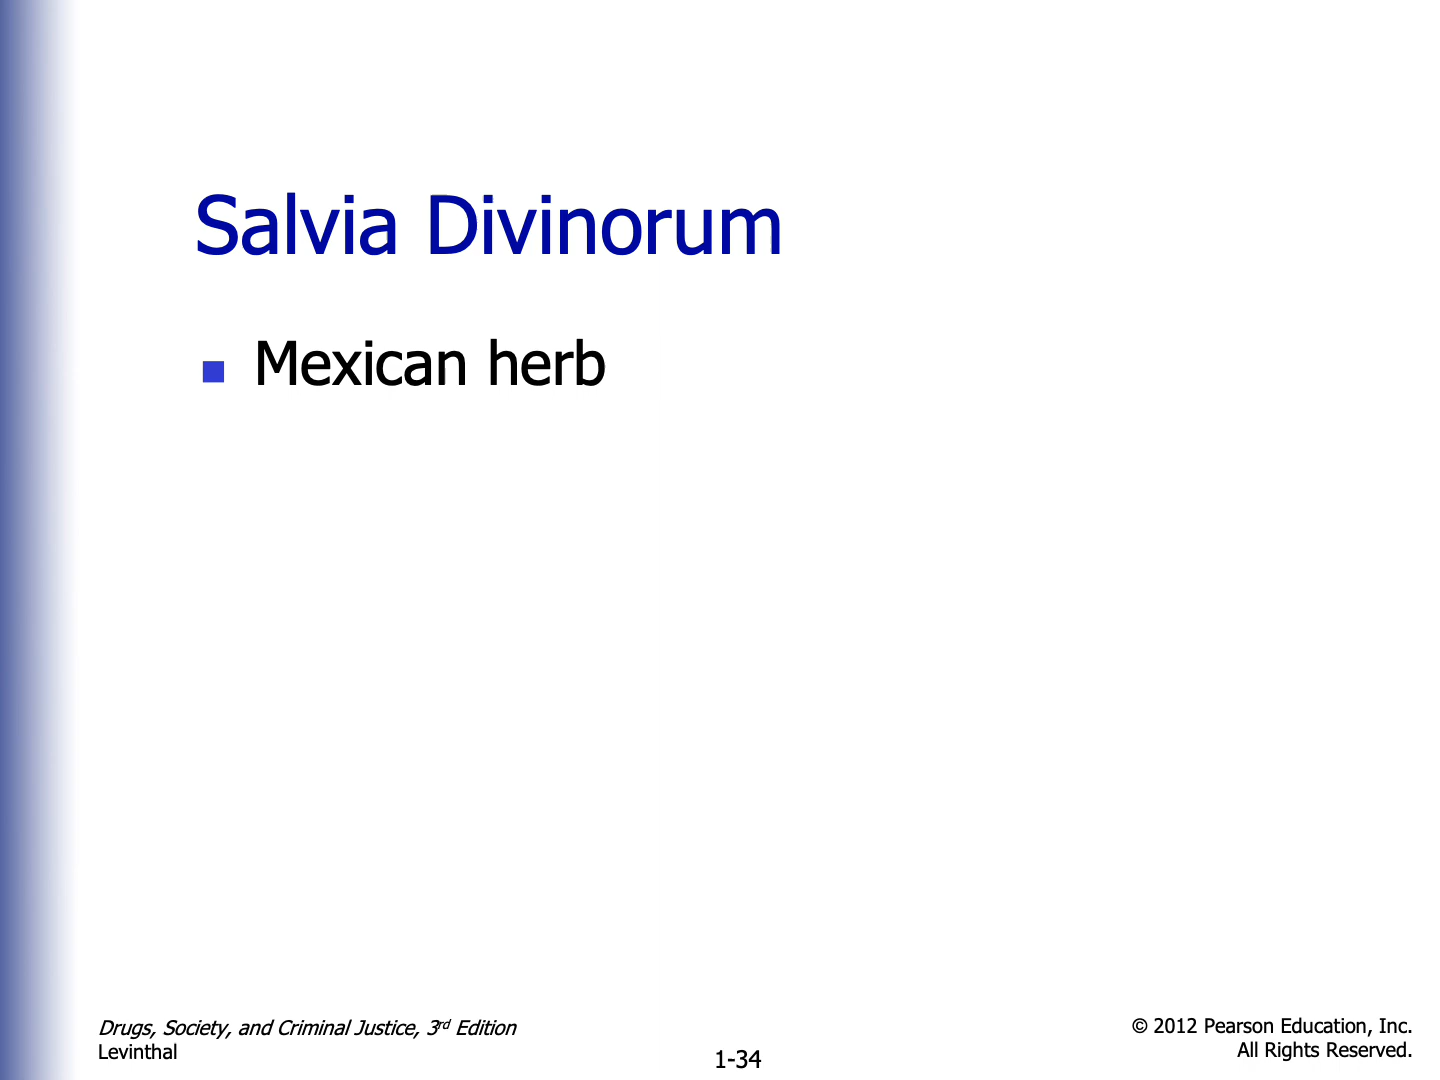 Salvia Divinorum
■ Mexican herb
Drugs, Society, and Criminal Justice, 3rd Edition
Levinthal
1-34
© 2012 Pearson Education, Inc.
All Rights Reserved.